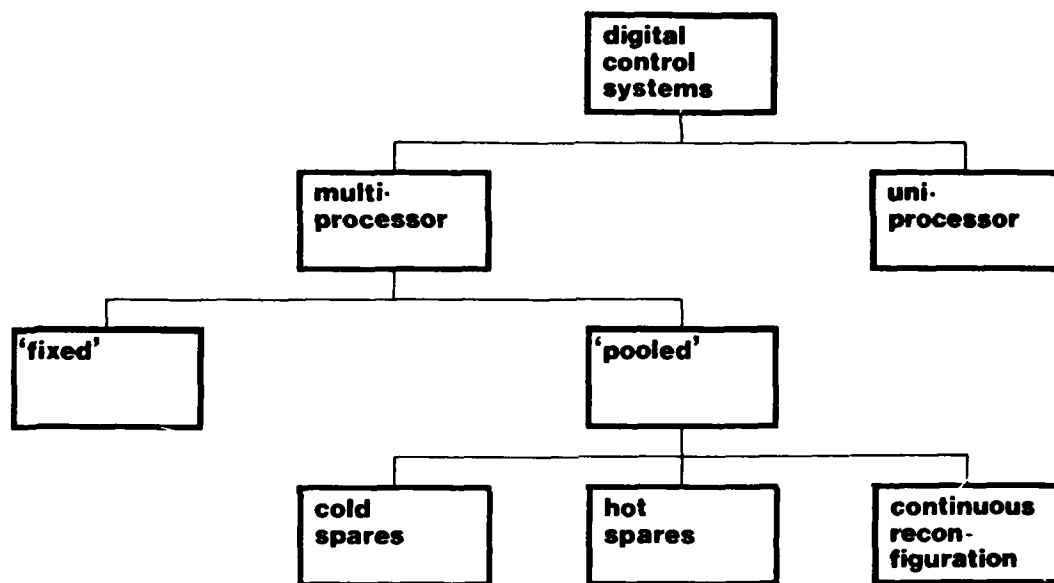 digital
control
systems
multi-
processor
uni-
processor
'fixed'
'pooled'
cold
spares
hot
spares
continuous
recon-
figuration